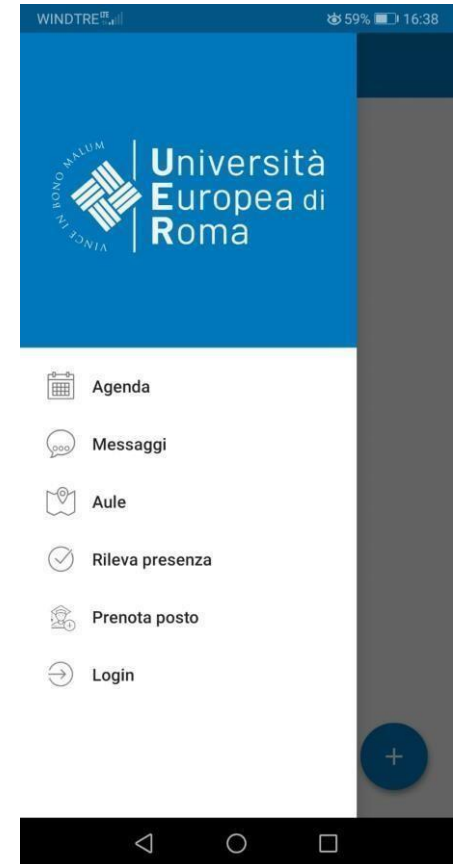 WINDTRE
59% 16:38
VINCE IN BONO MALUM
Università
Europea di
Roma
Agenda
Messaggi
Aule
Rileva presenza
Prenota posto
Login
+